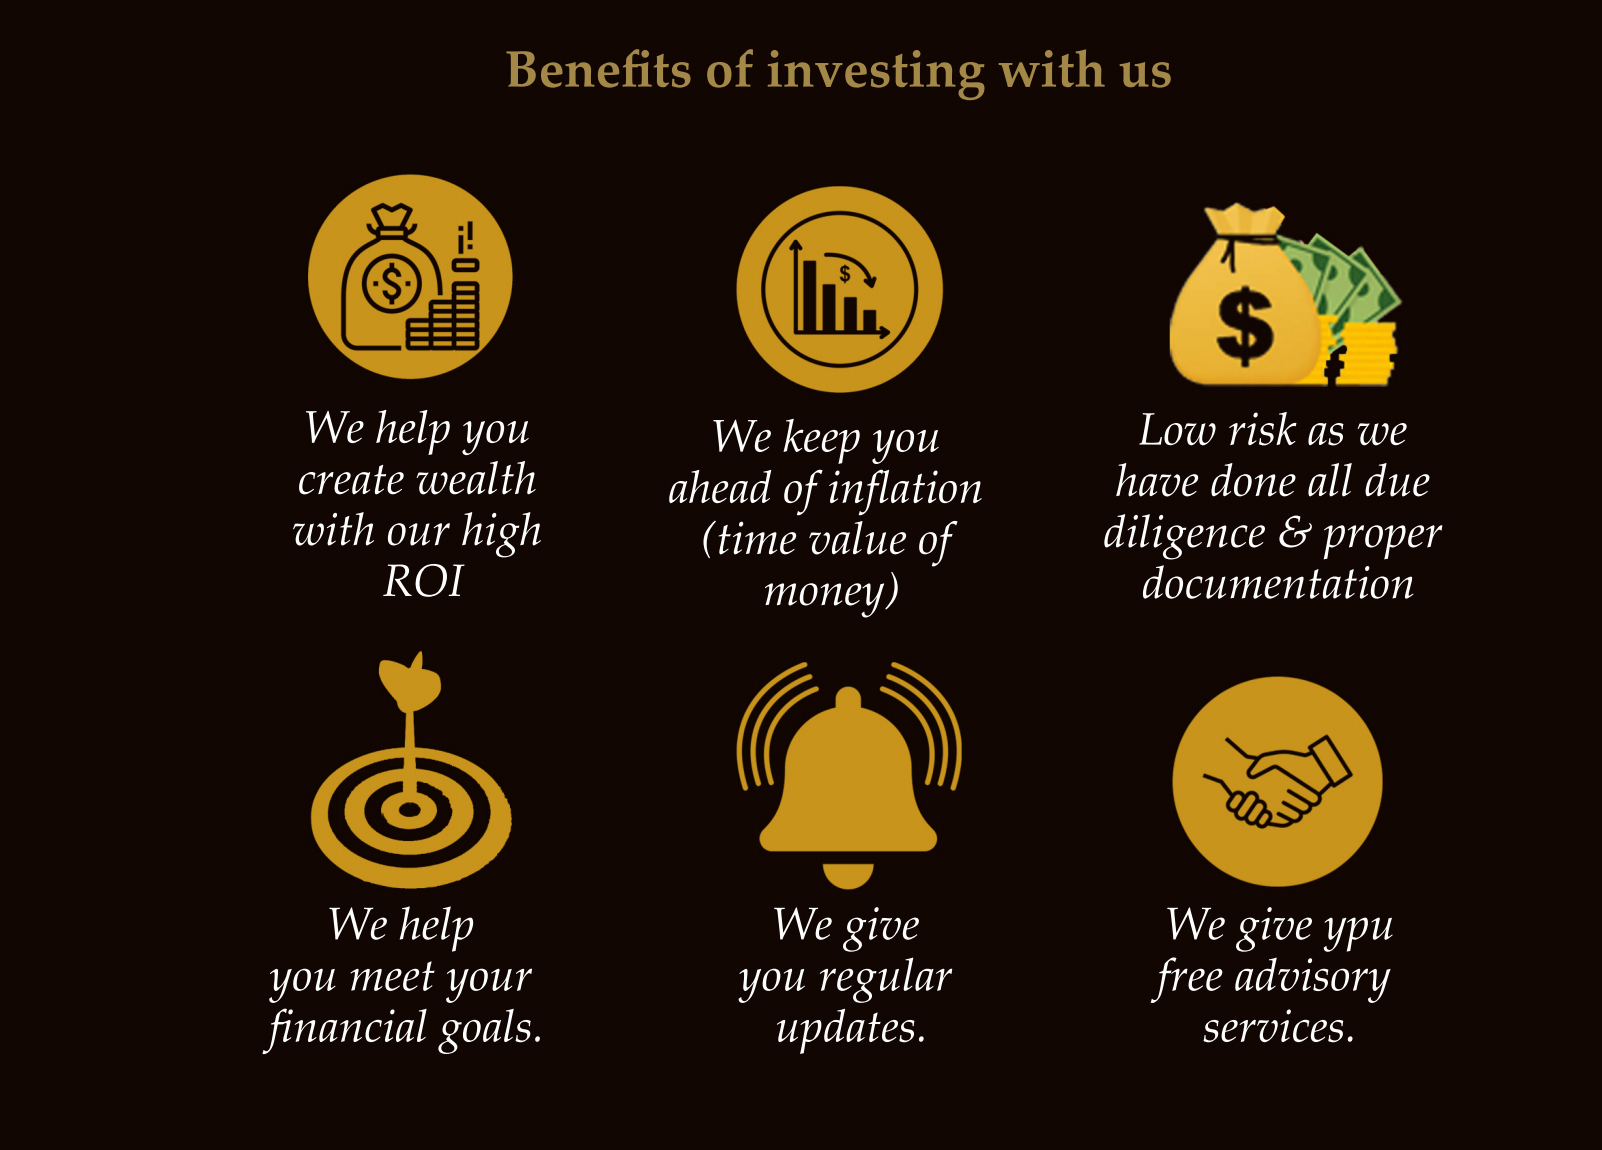 Benefits of investing with us
We help you
create wealth
with our high
ROI
We keep you
ahead of inflation
(time value of
money)
Low risk as we
have done all due
diligence & proper
documentation
We help
you meet your
financial goals.
We give
you regular
updates.
We give ypu
free advisory
services.